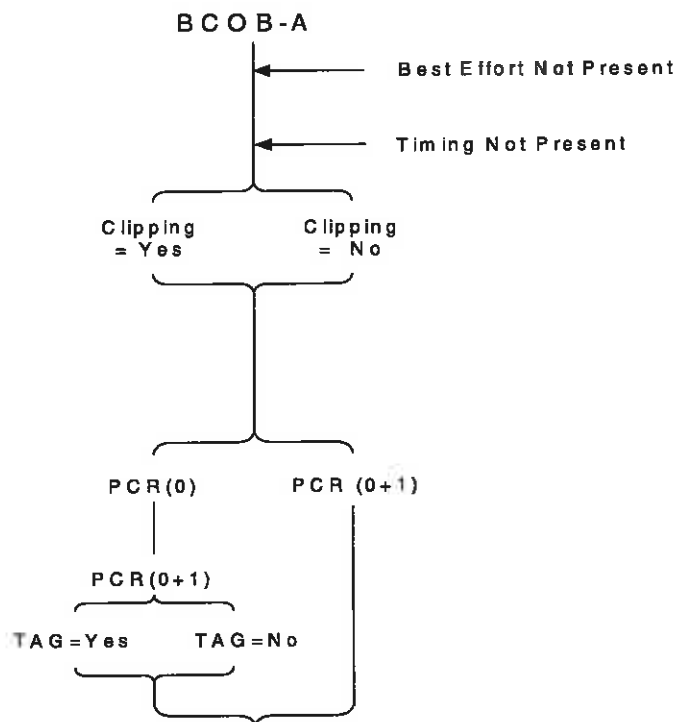 BCOB-A
Best Effort Not Present
Timing Not Present
Clipping
= Yes
Clipping
= No
PCR(0)
PCR (0+1)
PCR(0+1)
TAG=Yes
TAG=No